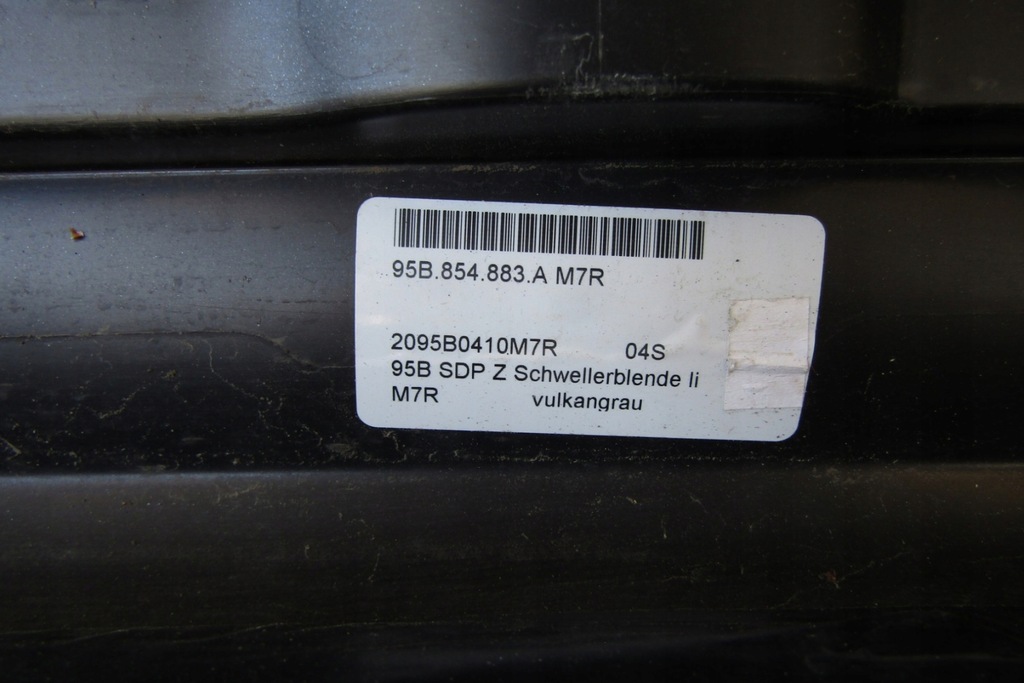 95B.854.883.A M7R
2095B0410M7R 04S
95B SDP Z Schwellerblende li
M7R vulkangrau